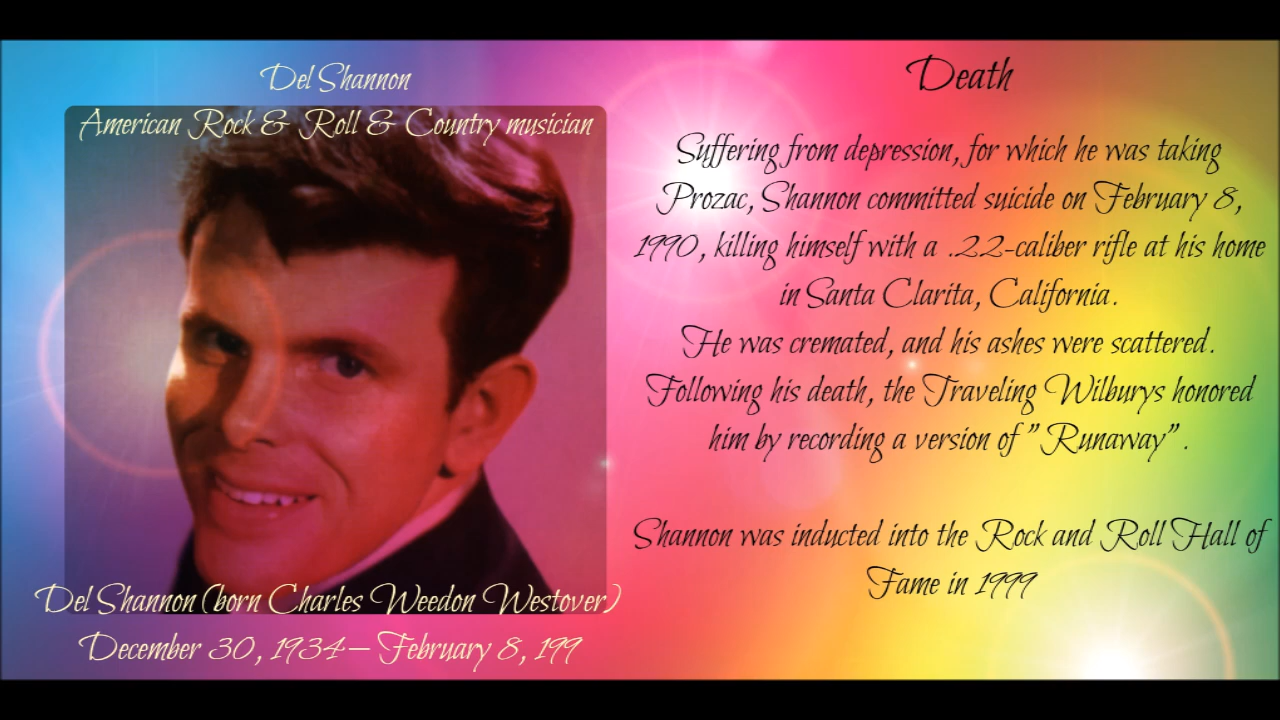 Del Shannon
American Rock & Roll & Country musician
Del Shannon (born Charles Weedon Westover)
December 30, 1934— February 8, 199
Death
Suffering from depression, for which he was taking
Prozac, Shannon committed suicide on February 8,
1990, killing himself with a .22-caliber rifle at his home
in Santa Clarita, California.
He was cremated, and his ashes were scattered.
Following his death, the Traveling Wilburys honored
him by recording a version of "Runaway".
Shannon was inducted into the Rock and Roll Hall of
Fame in 1999